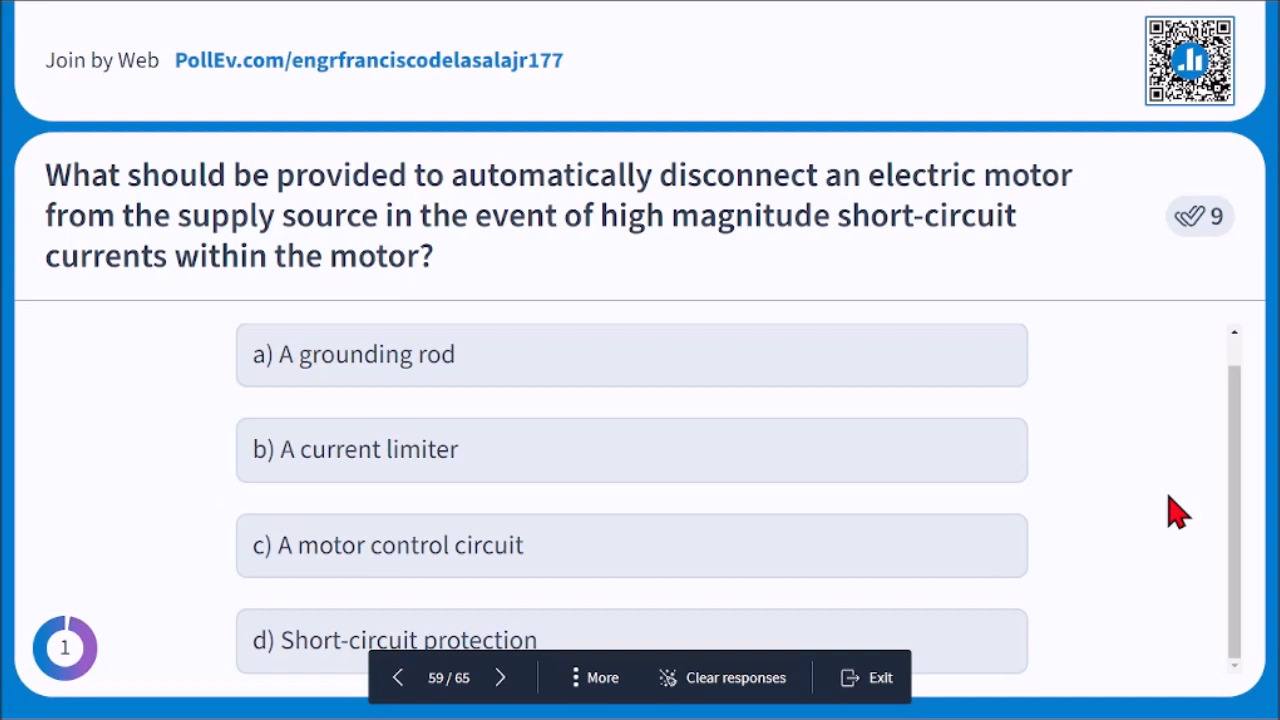 Join by Web PollEv.com/engrfranciscodelasalajr177
What should be provided to automatically disconnect an electric motor
from the supply source in the event of high magnitude short-circuit
currents within the motor?
9
a) A grounding rod
b) A current limiter
c) A motor control circuit
d) Short-circuit protection
1
59 / 65 More Clear responses Exit